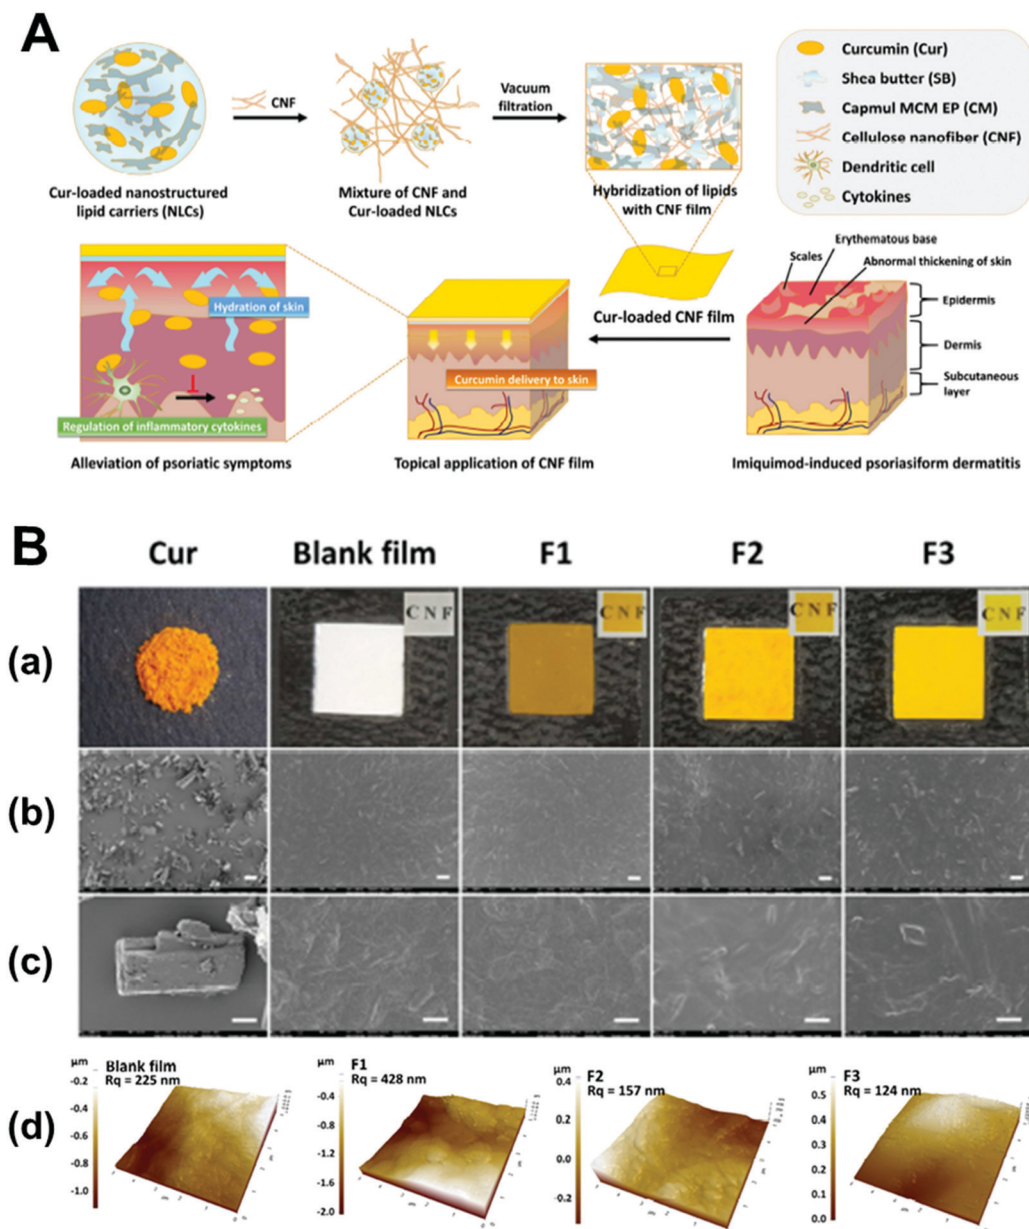 A
Cur-loaded nanostructured
lipid carriers (NLCs)
CNF
Mixture of CNF and
Cur-loaded NLCs
Vacuum
filtration
Hybridization of lipids
with CNF film
Curcumin (Cur)
Shea butter (SB)
Capmul MCM EP (CM)
Cellulose nanofiber (CNF)
Dendritic cell
Cytokines
Hydration of skin
Regulation of inflammatory cytokines
Alleviation of psoriatic symptoms
Curcumin delivery to skin
Topical application of CNF film
Cur-loaded CNF film
Scales
Erythematous base
Abnormal thickening of skin
Epidermis
Dermis
Subcutaneous
layer
Imiquimod-induced psoriasiform dermatitis
B
Cur
Blank film
F1
F2
F3
(a)
CNF
CNF
CNF
CNF
(b)
(c)
(d)
μm
Blank film
Rq = 225 nm
-0.2
-0.4
-0.6
-0.8
-1.0
μm
F1
Rq = 428 nm
-0.8
-1.2
-1.6
-2.0
μm
F2
Rq = 157 nm
0.4
0.2
0.0
-0.2
μm
F3
Rq = 124 nm
0.5
0.4
0.3
0.2
0.1
0.0